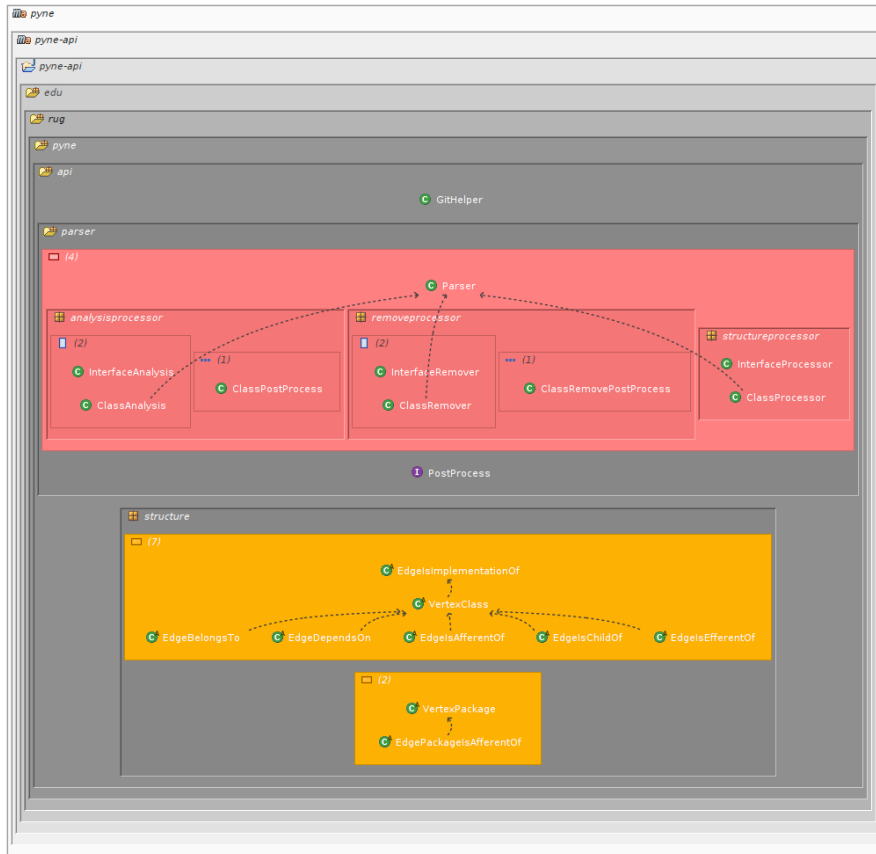 pyne
pyne-api
pyne-api
edu
rug
pyne
api
GitHelper
parser
(4)
Parser
analysisprocessor
removeprocessor
structureprocessor
(2)
(1)
(2)
(1)
InterfaceAnalysis
ClassPostProcess
InterfaceRemover
ClassRemovePostProcess
InterfaceProcessor
ClassAnalysis
ClassRemover
ClassProcessor
PostProcess
structure
(7)
EdgeIsImplementationOf
VertexClass
EdgeBelongsTo
EdgeDependsOn
EdgeIsAfferentOf
EdgeIsChildOf
EdgeIsEfferentOf
(2)
VertexPackage
EdgePackageIsAfferentOf